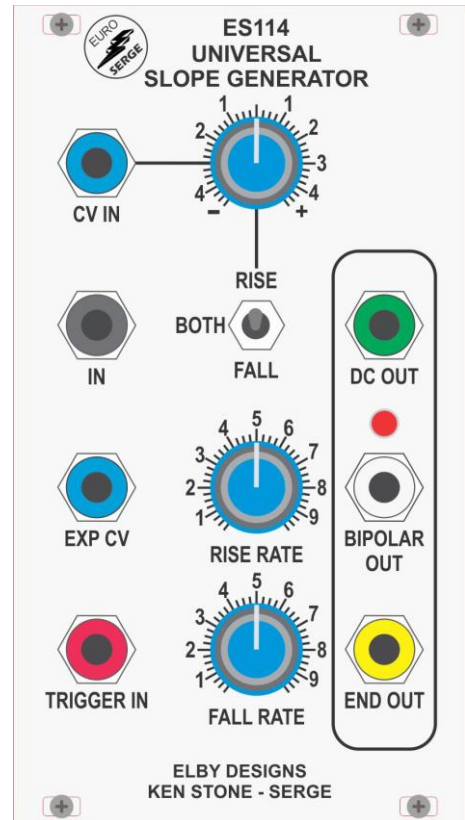 EURO
SERGE
ES114
UNIVERSAL
SLOPE GENERATOR
1 1
2 2
3
4 4
- +
CV IN
RISE
BOTH
FALL
IN
DC OUT
5
4 6
3 7
2 8
1 9
EXP CV
RISE RATE
BIPOLAR
OUT
5
4 6
3 7
2 8
1 9
TRIGGER IN
FALL RATE
END OUT
ELBY DESIGNS
KEN STONE - SERGE